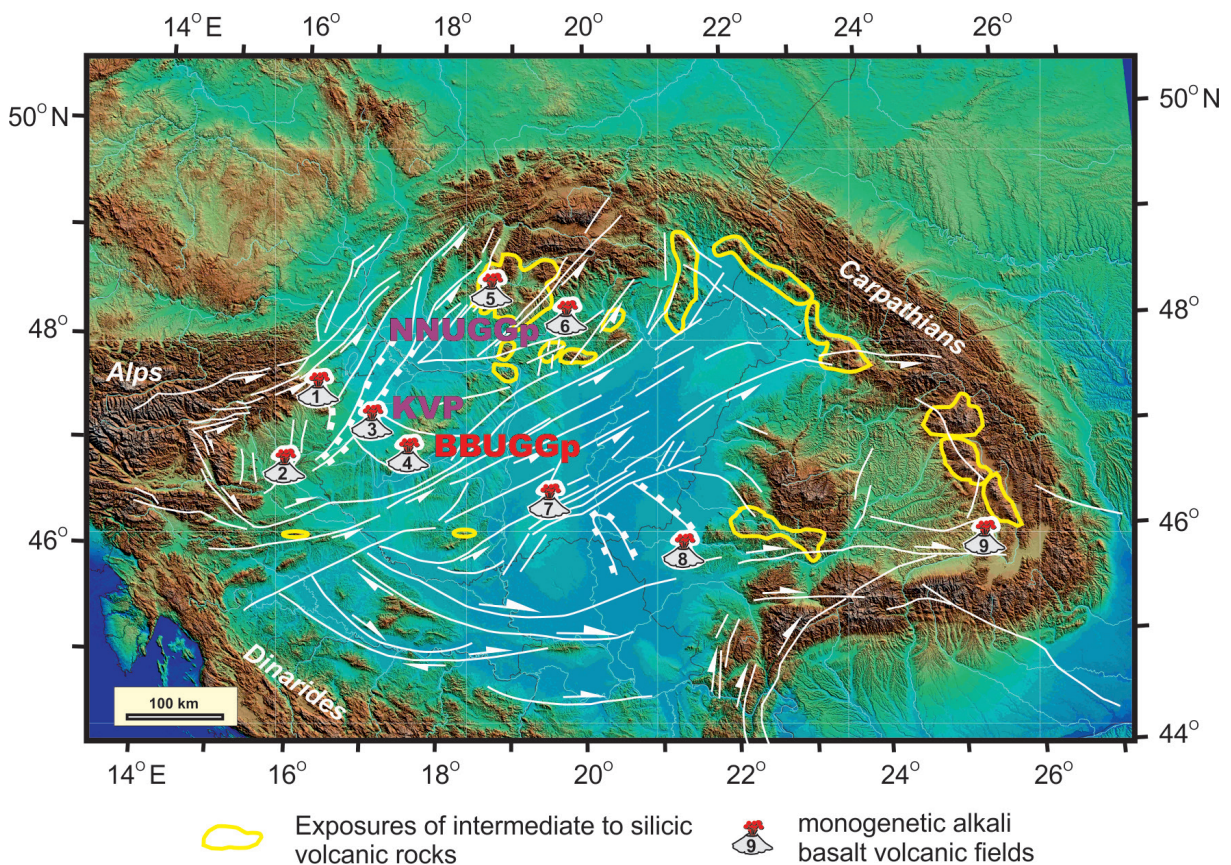 14° E 16° 18° 20° 22° 24° 26°
50° N 50° N
Carpathians
5
48° NNUGGp 6 48°
Alps
1
KVP
3
BBUGGp
2 4
7
46° 46°
8 9
Dinarides
100 km
44°
14° E 16° 18° 20° 22° 24° 26°
Exposures of intermediate to silicic
volcanic rocks
9
monogenetic alkali
basalt volcanic fields